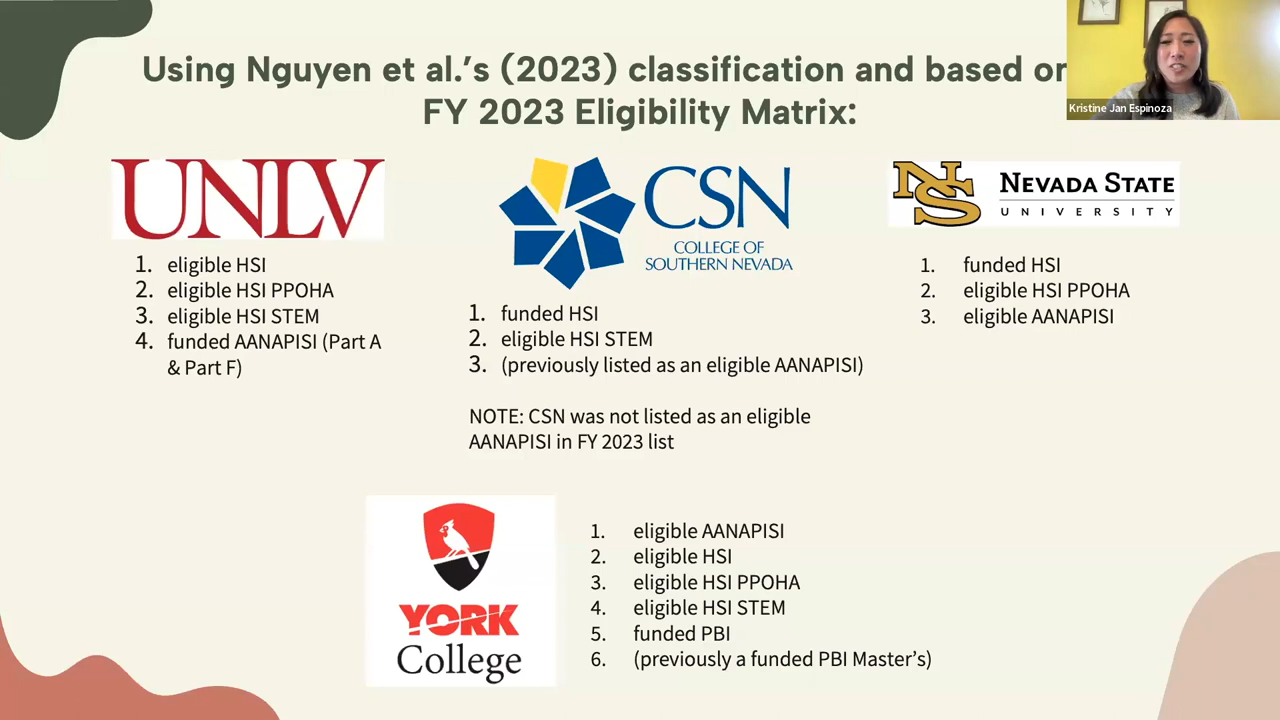 Using Nguyen et al.’s (2023) classification and based on
FY 2023 Eligibility Matrix:
Kristine Jan Espinoza
UNLV
1. eligible HSI
2. eligible HSI PPOHA
3. eligible HSI STEM
4. funded AANAPISI (Part A
& Part F)
CSN
COLLEGE OF
SOUTHERN NEVADA
1. funded HSI
2. eligible HSI STEM
3. (previously listed as an eligible AANAPISI)
NOTE: CSN was not listed as an eligible
AANAPISI in FY 2023 list
NS
NEVADA STATE
UNIVERSITY
1. funded HSI
2. eligible HSI PPOHA
3. eligible AANAPISI
YORK
College
1. eligible AANAPISI
2. eligible HSI
3. eligible HSI PPOHA
4. eligible HSI STEM
5. funded PBI
6. (previously a funded PBI Master’s)